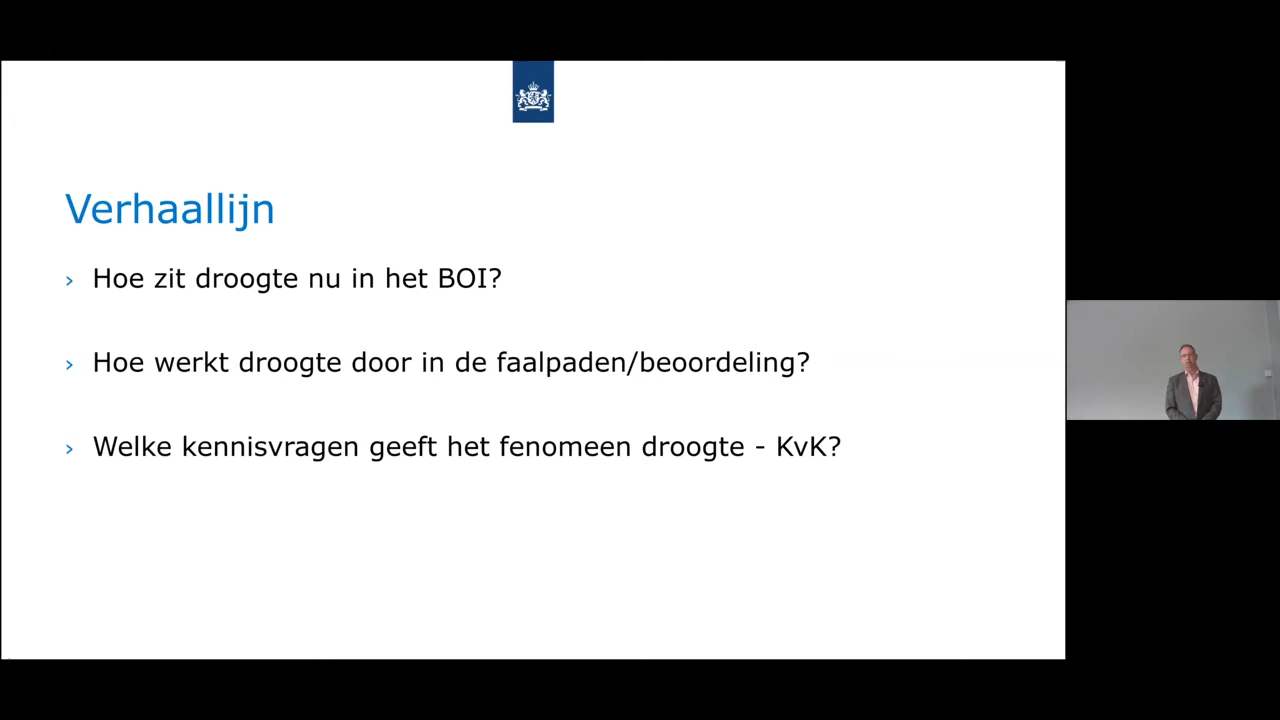 Verhaallijn
› Hoe zit droogte nu in het BOI?
› Hoe werkt droogte door in de faalpaden/beoordeling?
› Welke kennisvragen geeft het fenomeen droogte - KvK?